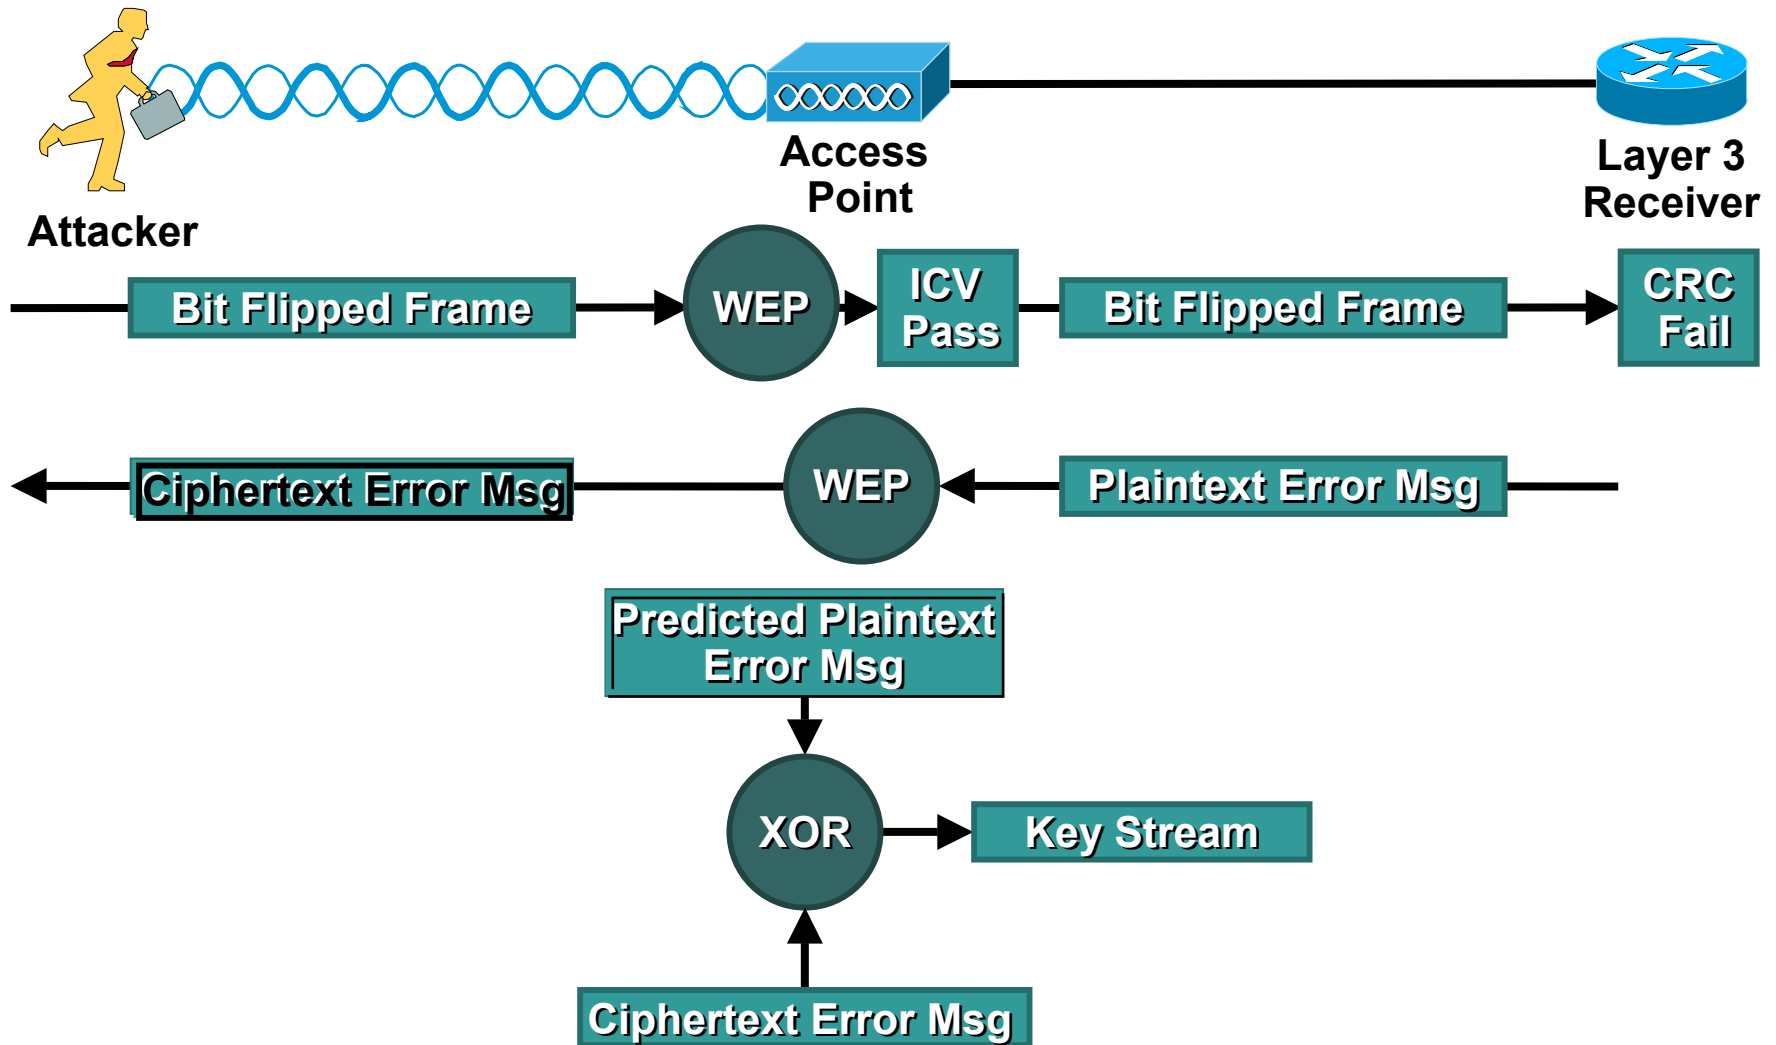 Attacker
Access
Point
Layer 3
Receiver
Bit Flipped Frame
WEP
ICV
Pass
Bit Flipped Frame
CRC
Fail
Ciphertext Error Msg
WEP
Plaintext Error Msg
Predicted Plaintext
Error Msg
XOR
Key Stream
Ciphertext Error Msg